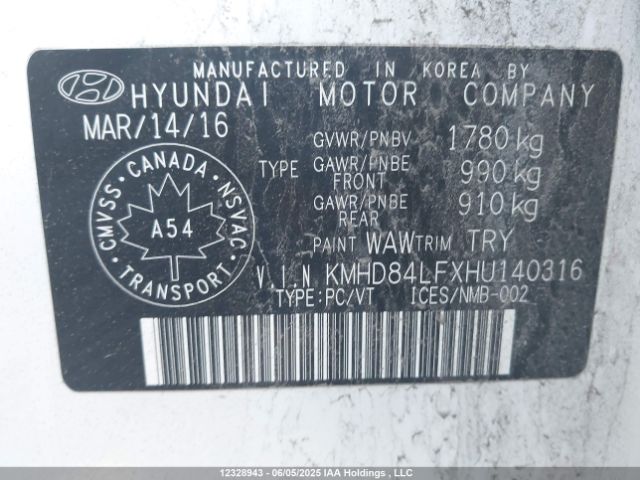 MANUFACTURED IN KOREA BY
HYUNDAI MOTOR COMPANY
MAR/14/16
GVWR/PNBV 1780 kg
TYPE GAWR/PNBE FRONT 990 kg
GAWR/PNBE REAR 910 kg
CMVSS • CANADA • NSVAC
A54
TRANSPORT
PAINT WAW TRIM TRY
V.I.N KMHD84LFXHU140316
TYPE:PC/VT ICES/NMB-002
12328943 - 06/05/2025 - IAA Holdings , LLC